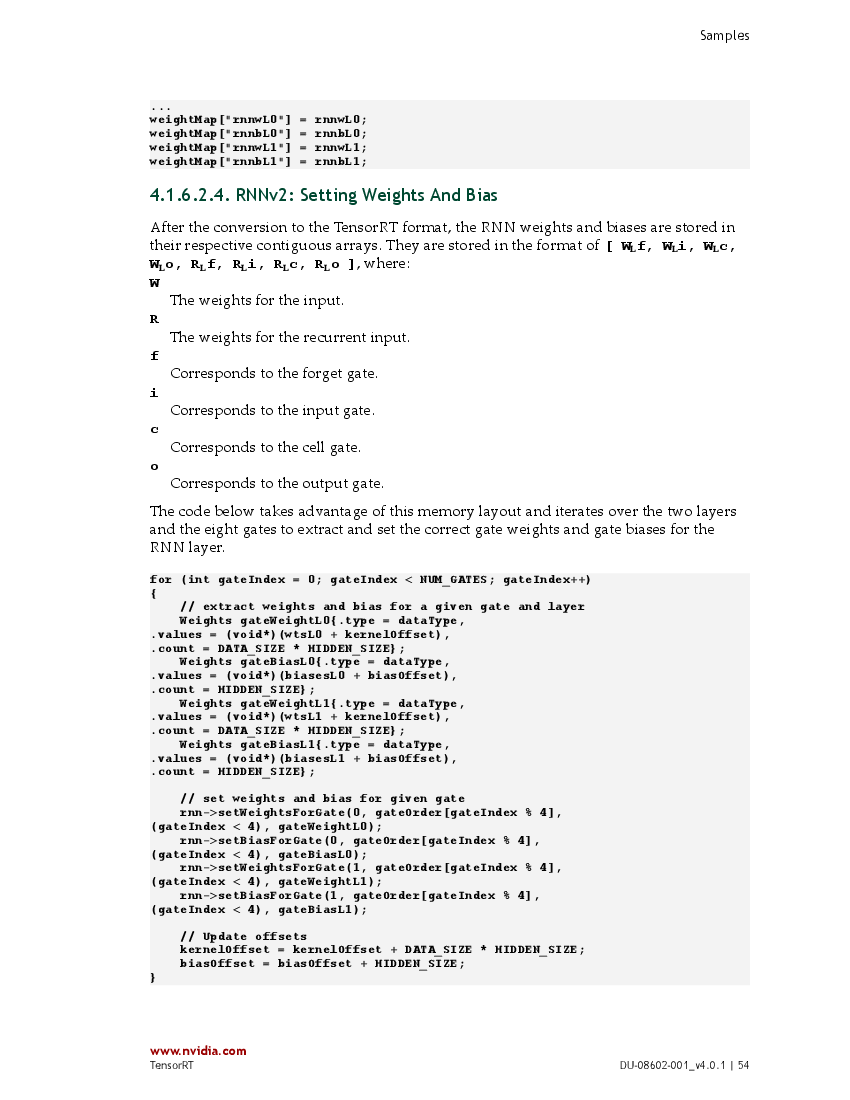 Samples
...
weightMap["rnnwL0"] = rnnwL0;
weightMap["rnnbL0"] = rnnbL0;
weightMap["rnnwL1"] = rnnwL1;
weightMap["rnnbL1"] = rnnbL1;
4.1.6.2.4. RNNv2: Setting Weights And Bias
After the conversion to the TensorRT format, the RNN weights and biases are stored in
their respective contiguous arrays. They are stored in the format of [ WLf, WLi, WLc,
WLo, RLf, RLi, RLc, RLo ], where:
W
The weights for the input.
R
The weights for the recurrent input.
f
Corresponds to the forget gate.
i
Corresponds to the input gate.
c
Corresponds to the cell gate.
o
Corresponds to the output gate.
The code below takes advantage of this memory layout and iterates over the two layers
and the eight gates to extract and set the correct gate weights and gate biases for the
RNN layer.
for (int gateIndex = 0; gateIndex < NUM_GATES; gateIndex++)
{
    // extract weights and bias for a given gate and layer
    Weights gateWeightL0{.type = dataType,
.values = (void*)(wtsL0 + kernelOffset),
.count = DATA_SIZE * HIDDEN_SIZE};
    Weights gateBiasL0{.type = dataType,
.values = (void*)(biasesL0 + biasOffset),
.count = HIDDEN_SIZE};
    Weights gateWeightL1{.type = dataType,
.values = (void*)(wtsL1 + kernelOffset),
.count = DATA_SIZE * HIDDEN_SIZE};
    Weights gateBiasL1{.type = dataType,
.values = (void*)(biasesL1 + biasOffset),
.count = HIDDEN_SIZE};
    // set weights and bias for given gate
    rnn->setWeightsForGate(0, gateOrder[gateIndex % 4],
(gateIndex < 4), gateWeightL0);
    rnn->setBiasForGate(0, gateOrder[gateIndex % 4],
(gateIndex < 4), gateBiasL0);
    rnn->setWeightsForGate(1, gateOrder[gateIndex % 4],
(gateIndex < 4), gateWeightL1);
    rnn->setBiasForGate(1, gateOrder[gateIndex % 4],
(gateIndex < 4), gateBiasL1);
    // Update offsets
    kernelOffset = kernelOffset + DATA_SIZE * HIDDEN_SIZE;
    biasOffset = biasOffset + HIDDEN_SIZE;
}
www.nvidia.com
TensorRT
DU-08602-001_v4.0.1 | 54